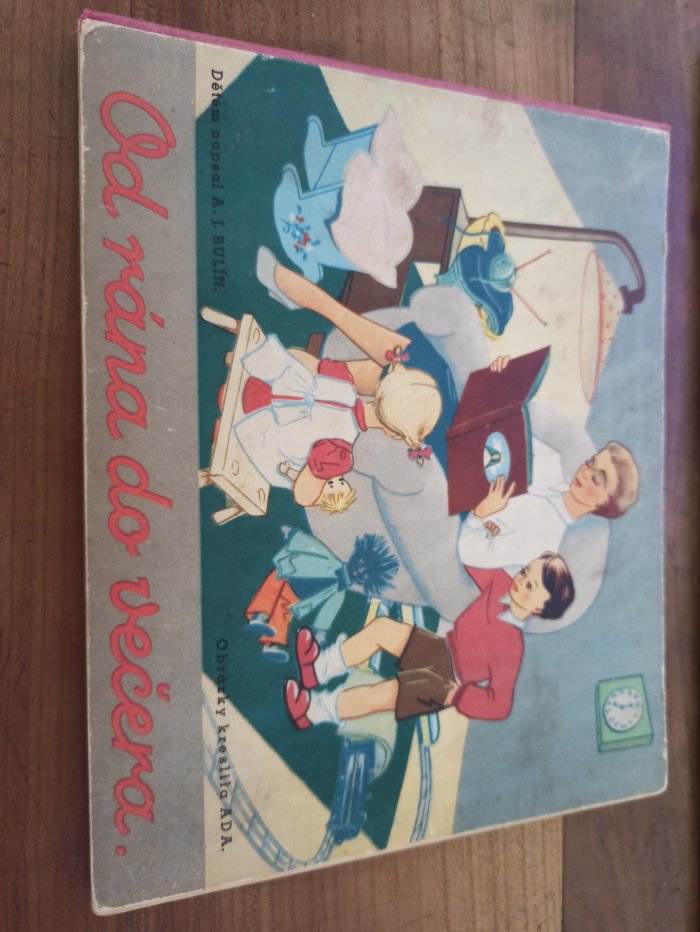 Dětem napsal A. J. BULÍN.
Obrázky kreslila ADA.
Od rána do večera.